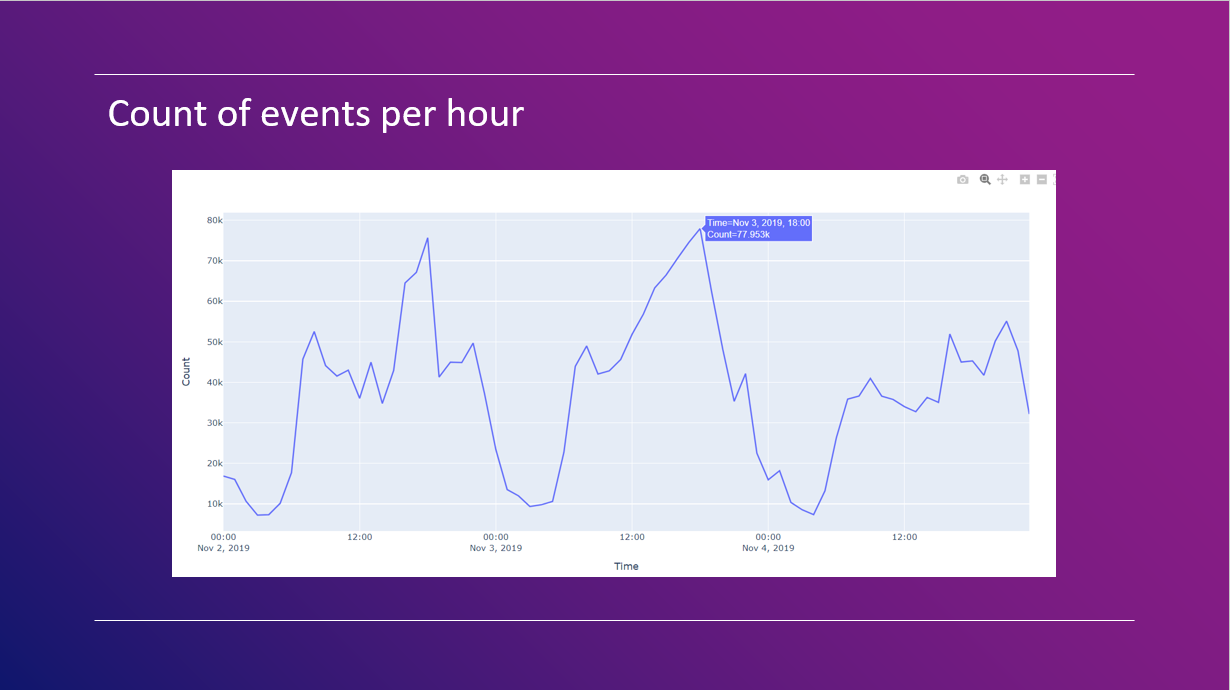 Count of events per hour
Time=Nov 3, 2019, 18:00
Count=77.953k
80k
70k
60k
50k
40k
30k
20k
10k
Count
00:00 12:00 00:00 12:00 00:00 12:00
Nov 2, 2019 Nov 3, 2019 Nov 4, 2019
Time